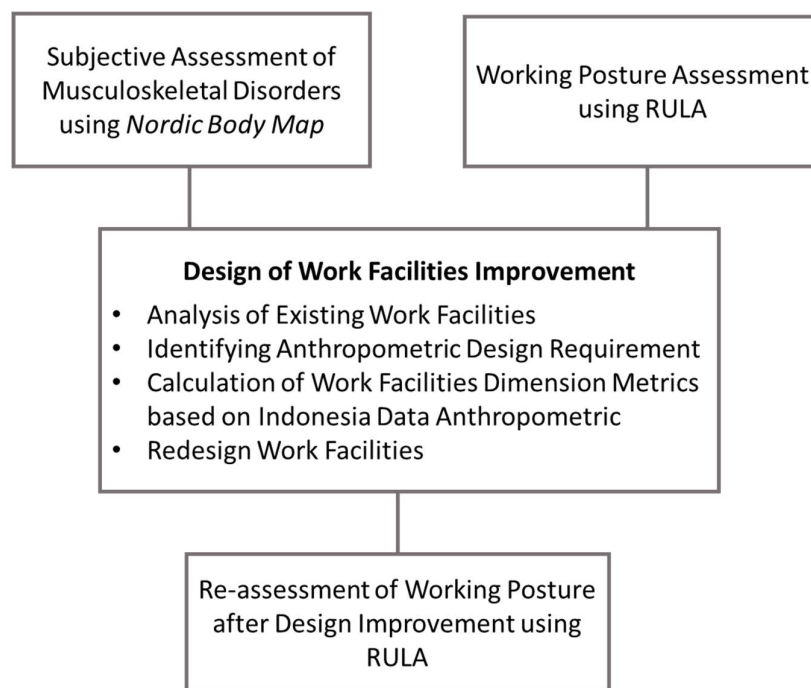 Subjective Assessment of
Musculoskeletal Disorders
using Nordic Body Map
Working Posture Assessment
using RULA
Design of Work Facilities Improvement
• Analysis of Existing Work Facilities
• Identifying Anthropometric Design Requirement
• Calculation of Work Facilities Dimension Metrics
based on Indonesia Data Anthropometric
• Redesign Work Facilities
Re-assessment of Working Posture
after Design Improvement using
RULA